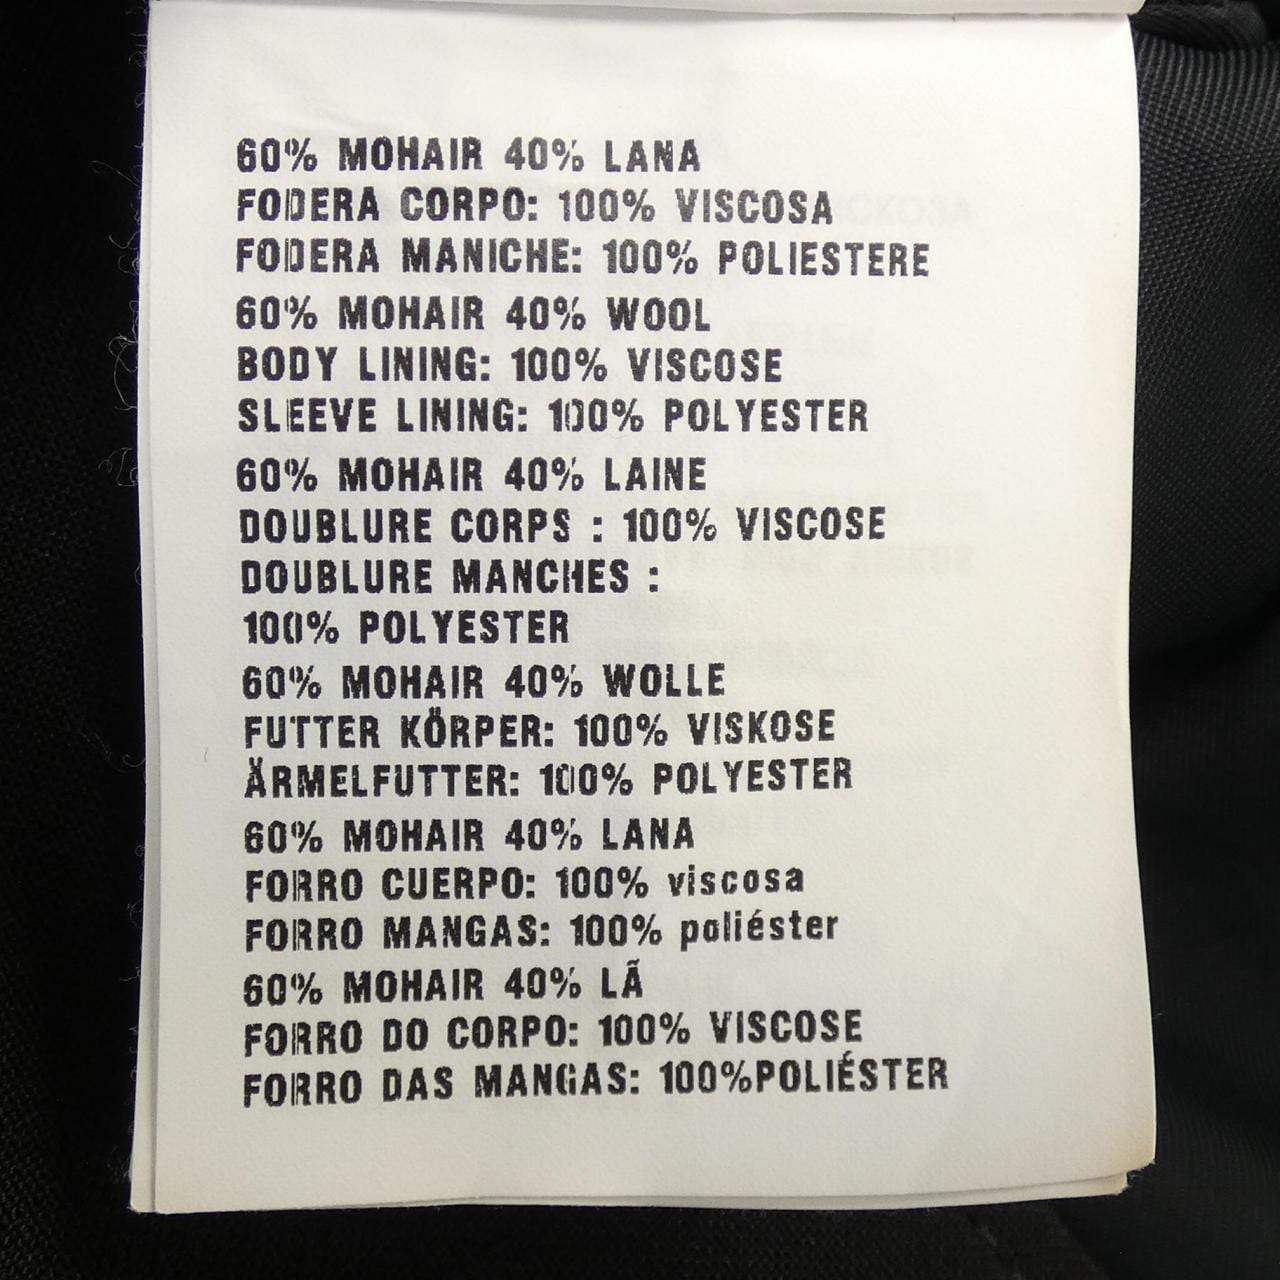 60% MOHAIR 40% LANA
FODERA CORPO: 100% VISCOSA
FODERA MANICHE: 100% POLIESTERE
60% MOHAIR 40% WOOL
BODY LINING: 100% VISCOSE
SLEEVE LINING: 100% POLYESTER
60% MOHAIR 40% LAINE
DOUBLURE CORPS : 100% VISCOSE
DOUBLURE MANCHES :
100% POLYESTER
60% MOHAIR 40% WOLLE
FUTTER KÖRPER: 100% VISKOSE
ÄRMELFUTTER: 100% POLYESTER
60% MOHAIR 40% LANA
FORRO CUERPO: 100% viscosa
FORRO MANGAS: 100% poliéster
60% MOHAIR 40% LÃ
FORRO DO CORPO: 100% VISCOSE
FORRO DAS MANGAS: 100%POLIÉSTER